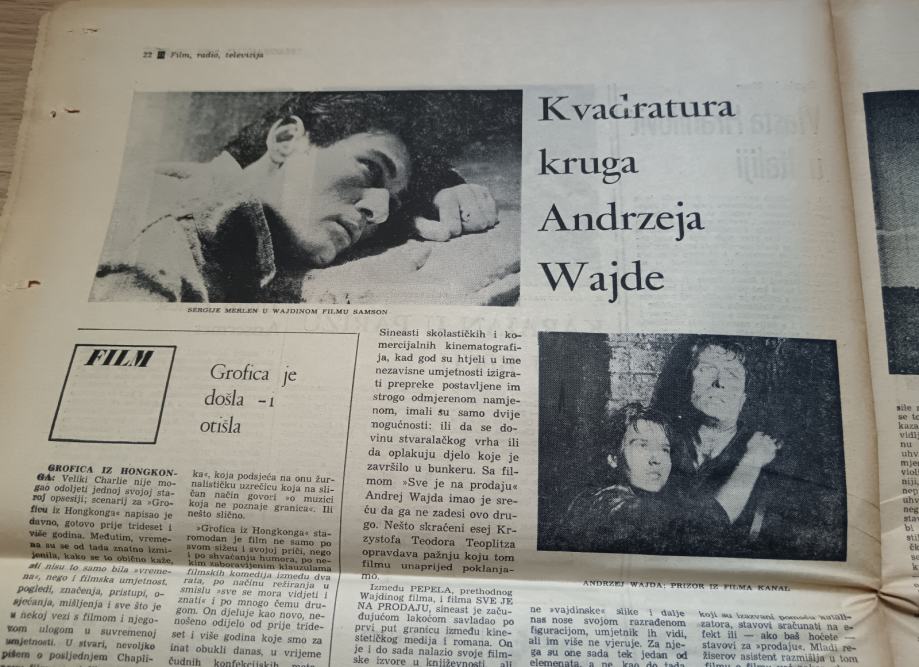 22 Film, radio, televizija
Kvadratura
kruga
Andrzeja
Wajde
SERGIJE MERLEN U WAJDINOM FILMU SAMSON
FILM
Grofica je
došla – i
otišla
GROFICA IZ HONGKON-
GA: Veliki Charlie nije mo-
gao odoljeti jednoj svojoj sta-
roj opsesiji; scenarij za »Gro-
ficu iz Hongkonga« napisao je
davno, gotovo prije trideset i
više godina. Međutim, vreme-
na su se od tada znatno izmi-
jenila, kako se to obično kaže,
ali nisu to samo bila »vreme-
na«, nego i filmska umjetnost,
pogledi, značenja, pristupi, o-
sjećanja, mišljenja i sve što je
u nekoj vezi s filmom i njego-
vom ulogom u suvremenoj
umjetnosti. U stvari, nevoljko
pišem o posljednjem Chapli-
ka«, koja podsjeća na onu žur-
nalističku uzrečicu koja na sli-
čan način govori »o muzici
koja ne poznaje granica«. Ili
nešto slično.
»Grofica iz Hongkonga« sta-
romodan je film ne samo po
svom sižeu i svojoj priči, nego
i po shvaćanju humora, po ne-
kim zaboravljenim klauzulama
filmskih komedija između dva
rata, po načinu režiranja u
smislu »sve se mora vidjeti i
znati« i po mnogo čemu dru-
gom. On djeluje kao novo, ne-
nošeno odijelo od prije tride-
set i više godina koje smo za
inat obukli danas, u vrijeme
čudnih konfekcijskih
Sineasti skolastičkih i ko-
mercijalnih kinematografi-
ja, kad god su htjeli u ime
nezavisne umjetnosti izigra-
ti prepreke postavljene im
strogo odmjerenom namje-
nom, imali su samo dvije
mogućnosti: ili da se do-
vinu stvaralačkog vrha ili
da oplakuju djelo koje je
završilo u bunkeru. Sa fil-
mom »Sve je na prodaju«
Andrej Wajda imao je sre-
ću da ga ne zadesi ovo dru-
go. Nešto skraćeni esej Kr-
zystofa Teodora Teoplitza
opravdava pažnju koju tom
filmu unaprijed poklanja-
mo.
Između PEPELA, prethodnog
Wajdinog filma, i filma SVE JE
NA PRODAJU, sineast je začu-
đujućom lakoćom savladao po
prvi put granicu između kine-
stetičkog medija i romana. On
je i do sada nalazio svoje film-
ske izvore u književnosti, ali
ANDRZEJ WAJDA: PRIZOR IZ FILMA KANAL
ne »vajdinske« slike i dalje
nas nose svojom razrađenom
figuracijom, umjetnik ih vidi,
ali im više ne vjeruje. Za nje-
ga su one sada tek jedan od
elemenata, a ne, kao do tada
koji su izazvani pomoću
zatora, stavovi sračunati na e-
fekt ili — ako baš hoćete —
stavovi za »prodaju«. Mladi re-
žiserov asistent razmišlja u tom